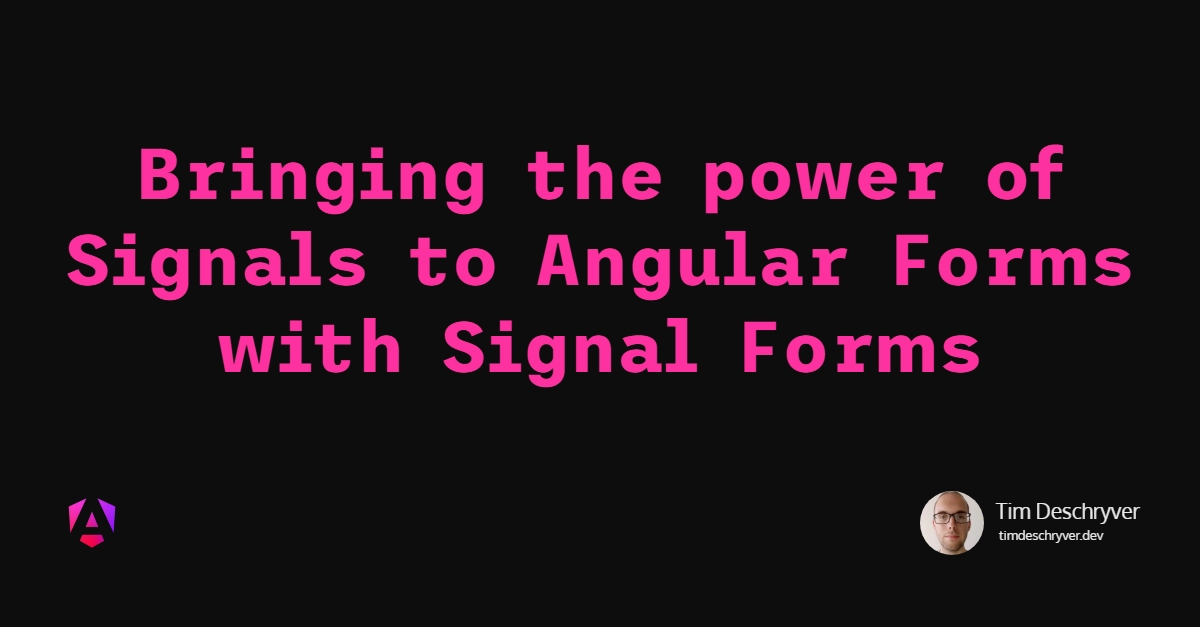 Bringing the power of
Signals to Angular Forms
with Signal Forms
Tim Deschryver
timdeschryver.dev